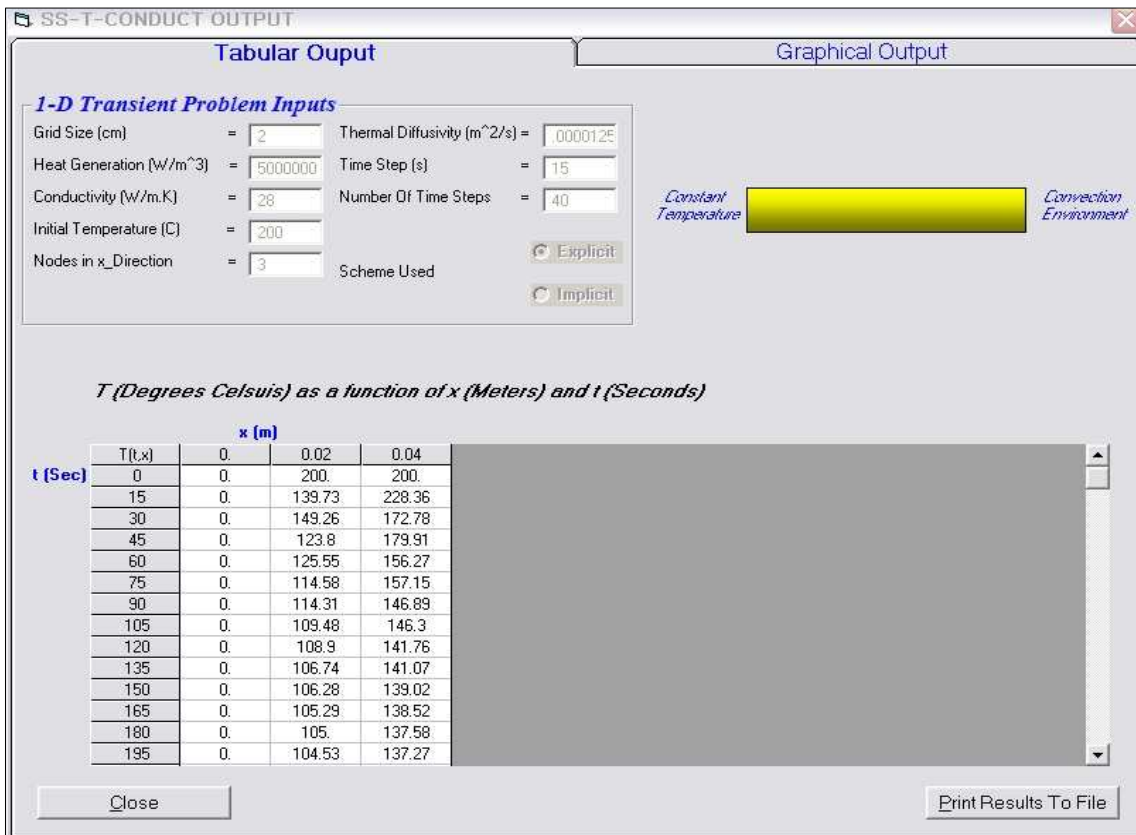 SS-T-CONDUCT OUTPUT
Tabular Ouput
Graphical Output
1-D Transient Problem Inputs
Grid Size (cm) = 2
Thermal Diffusivity (m^2/s) = .0000125
Heat Generation (W/m^3) = 5000000
Time Step (s) = 15
Conductivity (W/m.K) = 28
Number Of Time Steps = 40
Initial Temperature (C) = 200
Nodes in x_Direction = 3
Scheme Used
Explicit
Implicit
Constant
Temperature
Convection
Environment
T (Degrees Celsuis) as a function of x (Meters) and t (Seconds)
x (m)
t (Sec)
T(t,x) 0. 0.02 0.04
0 0. 200. 200.
15 0. 139.73 228.36
30 0. 149.26 172.78
45 0. 123.8 179.91
60 0. 125.55 156.27
75 0. 114.58 157.15
90 0. 114.31 146.89
105 0. 109.48 146.3
120 0. 108.9 141.76
135 0. 106.74 141.07
150 0. 106.28 139.02
165 0. 105.29 138.52
180 0. 105. 137.58
195 0. 104.53 137.27
Close
Print Results To File